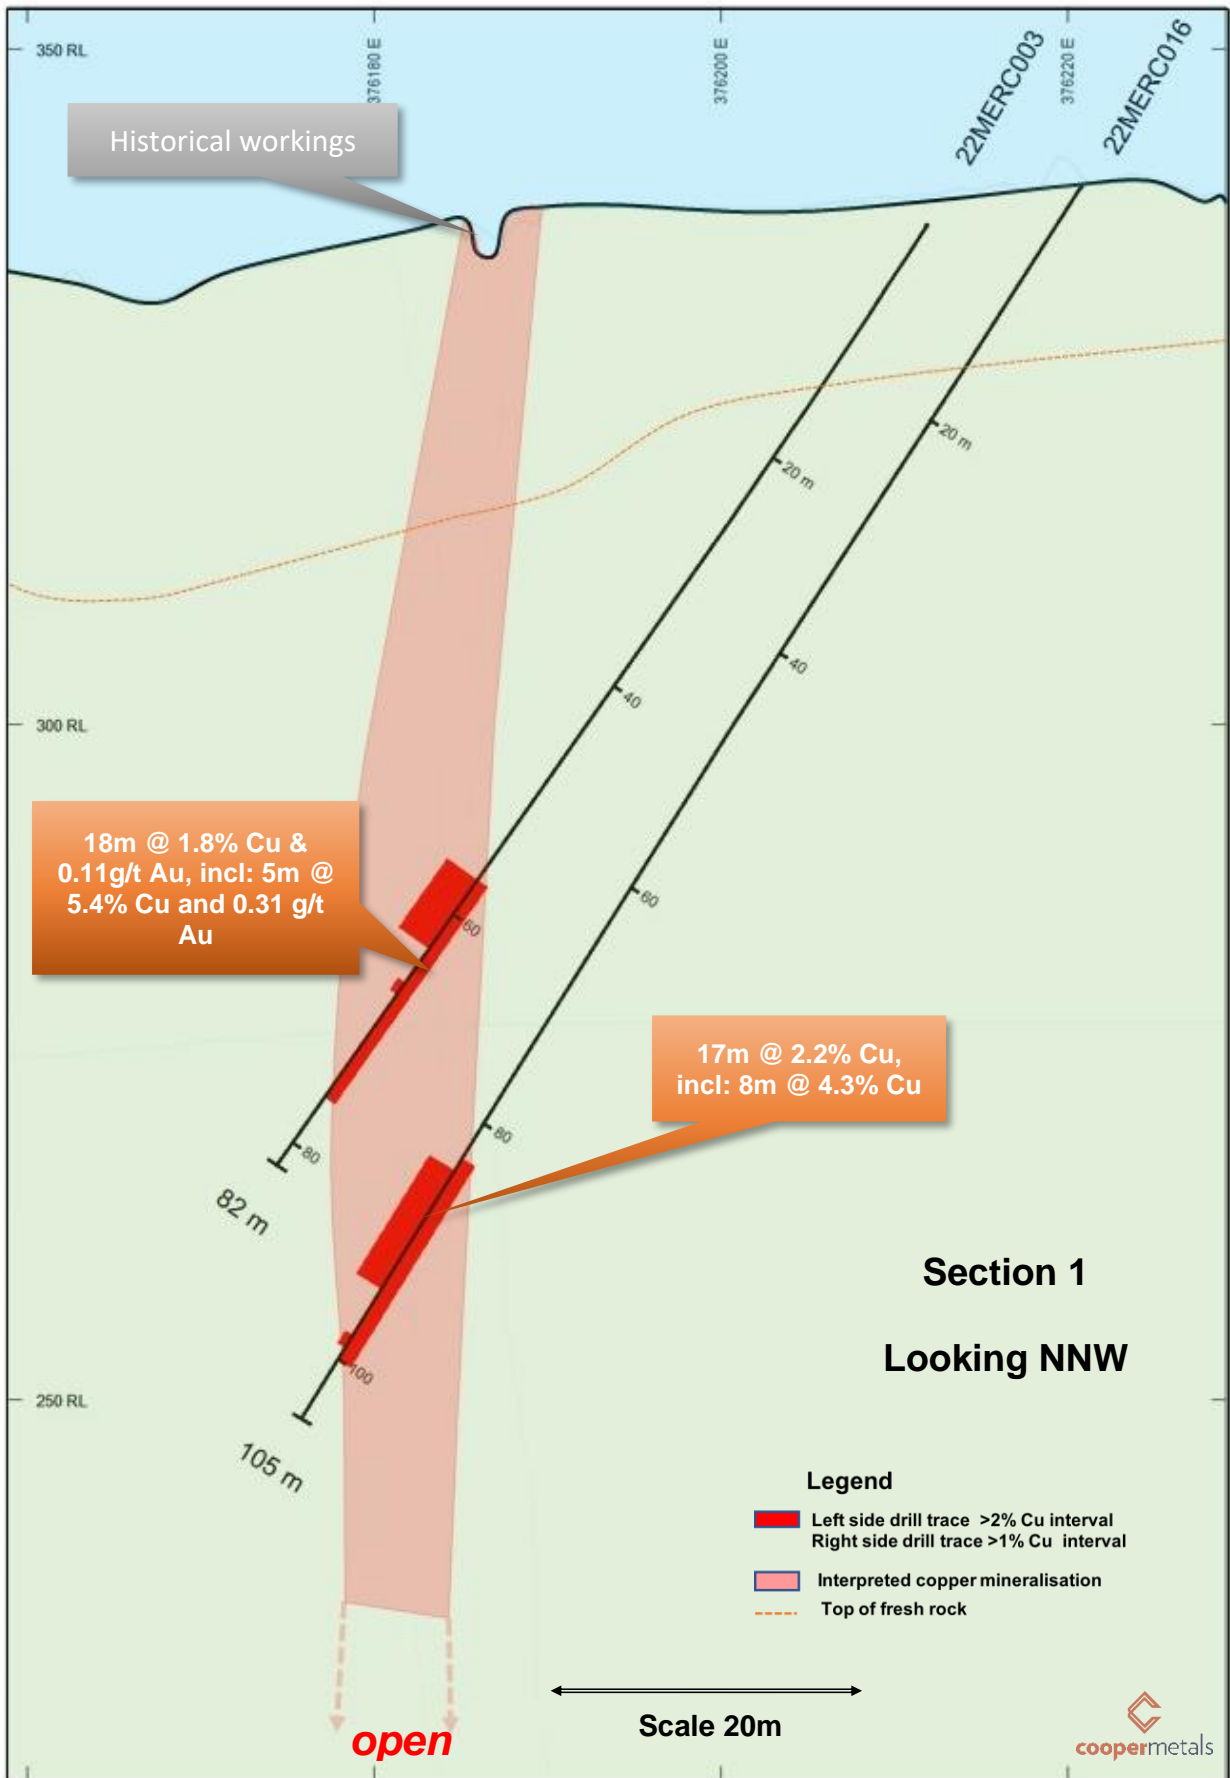 350 RL
376180 E
376200 E
376220 E
22MERC003
22MERC016
Historical workings
20 m
20 m
40
40
300 RL
18m @ 1.8% Cu &
0.11g/t Au, incl: 5m @
5.4% Cu and 0.31 g/t
Au
60
60
17m @ 2.2% Cu,
incl: 8m @ 4.3% Cu
80
80
82 m
Section 1
Looking NNW
100
250 RL
105 m
Legend
Left side drill trace >2% Cu interval
Right side drill trace >1% Cu interval
Interpreted copper mineralisation
Top of fresh rock
open
Scale 20m
coopermetals